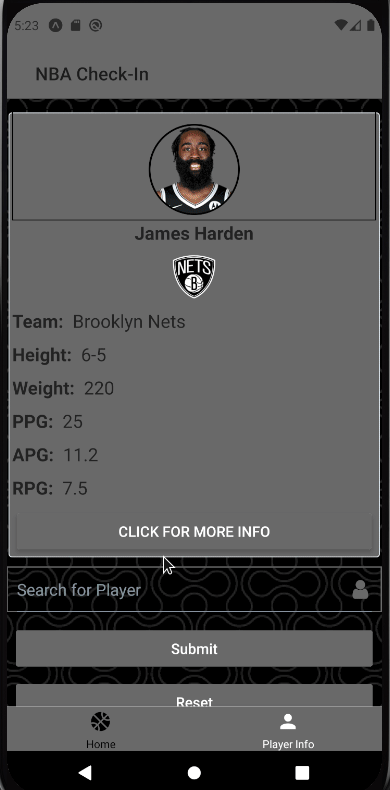 5:23
NBA Check-In
James Harden
NETS
B
Team: Brooklyn Nets
Height: 6-5
Weight: 220
PPG: 25
APG: 11.2
RPG: 7.5
CLICK FOR MORE INFO
Search for Player
Submit
Reset
Home
Player Info